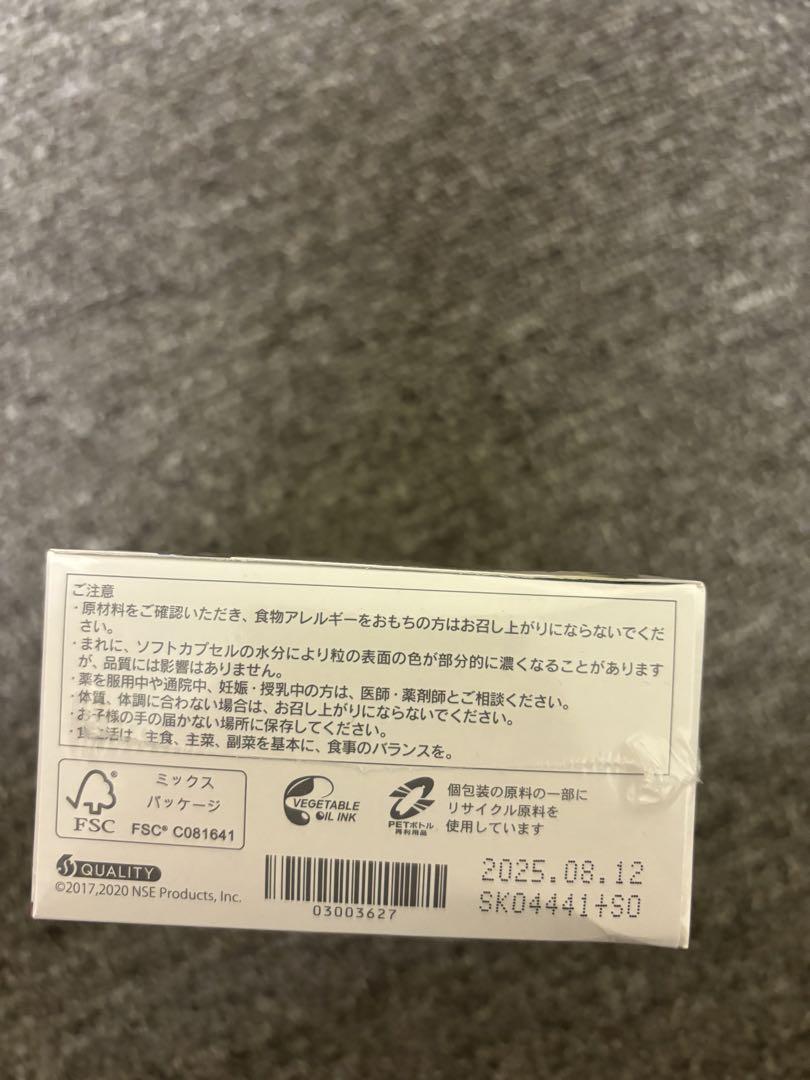 ご注意
・原材料をご確認いただき、食物アレルギーをおもちの方はお召し上がりにならないでくだ
さい。
・まれに、ソフトカプセルの水分により粒の表面の色が部分的に濃くなることがあります
が、品質には影響はありません。
・薬を服用中や通院中、妊娠・授乳中の方は、医師・薬剤師とご相談ください。
・体質、体調に合わない場合は、お召し上がりにならないでください。
・お子様の手の届かない場所に保存してください。
・食生活は、主食、主菜、副菜を基本に、食事のバランスを。
ミックス
パッケージ
FSC® C081641
FSC
VEGETABLE
OIL INK
PETボトル
再利用品
個包装の原料の一部に
リサイクル原料を
使用しています
6S QUALITY
©2017,2020 NSE Products, Inc.
03003627
2025.08.12
SK04441+S0